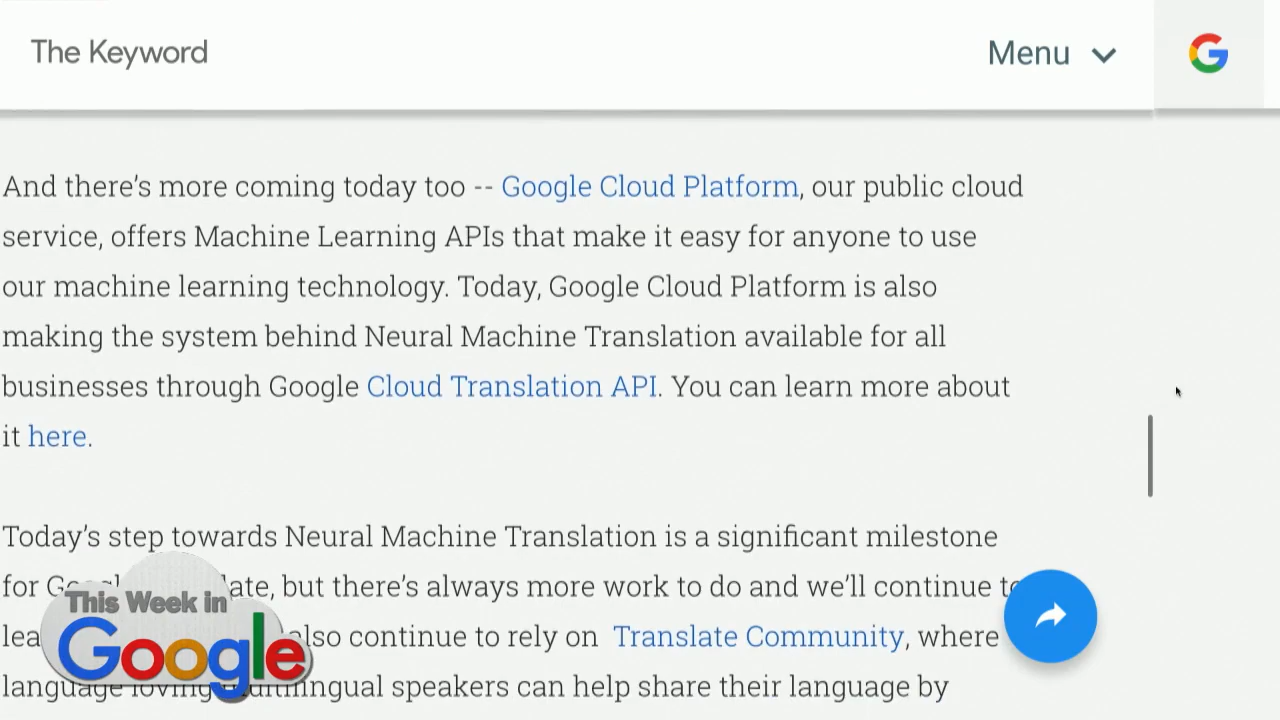 The Keyword
Menu
And there's more coming today too -- Google Cloud Platform, our public cloud
service, offers Machine Learning APIs that make it easy for anyone to use
our machine learning technology. Today, Google Cloud Platform is also
making the system behind Neural Machine Translation available for all
businesses through Google Cloud Translation API. You can learn more about
it here.
Today's step towards Neural Machine Translation is a significant milestone
for, but there's always more work to do and we'll continue to
also continue to rely on Translate Community, where
language loving multilingual speakers can help share their language by
This Week in
Google